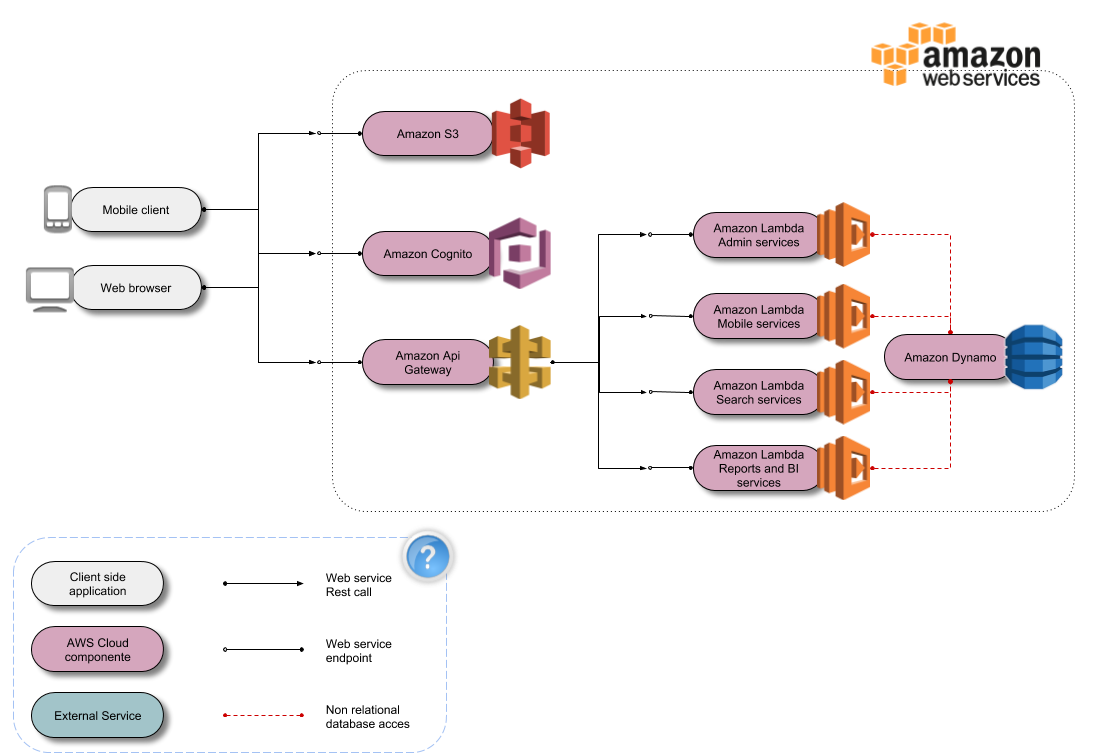 amazon
web services
Amazon S3
Mobile client
Amazon Lambda
Admin services
Amazon Cognito
Web browser
Amazon Lambda
Mobile services
Amazon Api
Gateway
Amazon Dynamo
Amazon Lambda
Search services
Amazon Lambda
Reports and BI
services
?
Client side
application
Web service
Rest call
AWS Cloud
componente
Web service
endpoint
External Service
Non relational
database acces